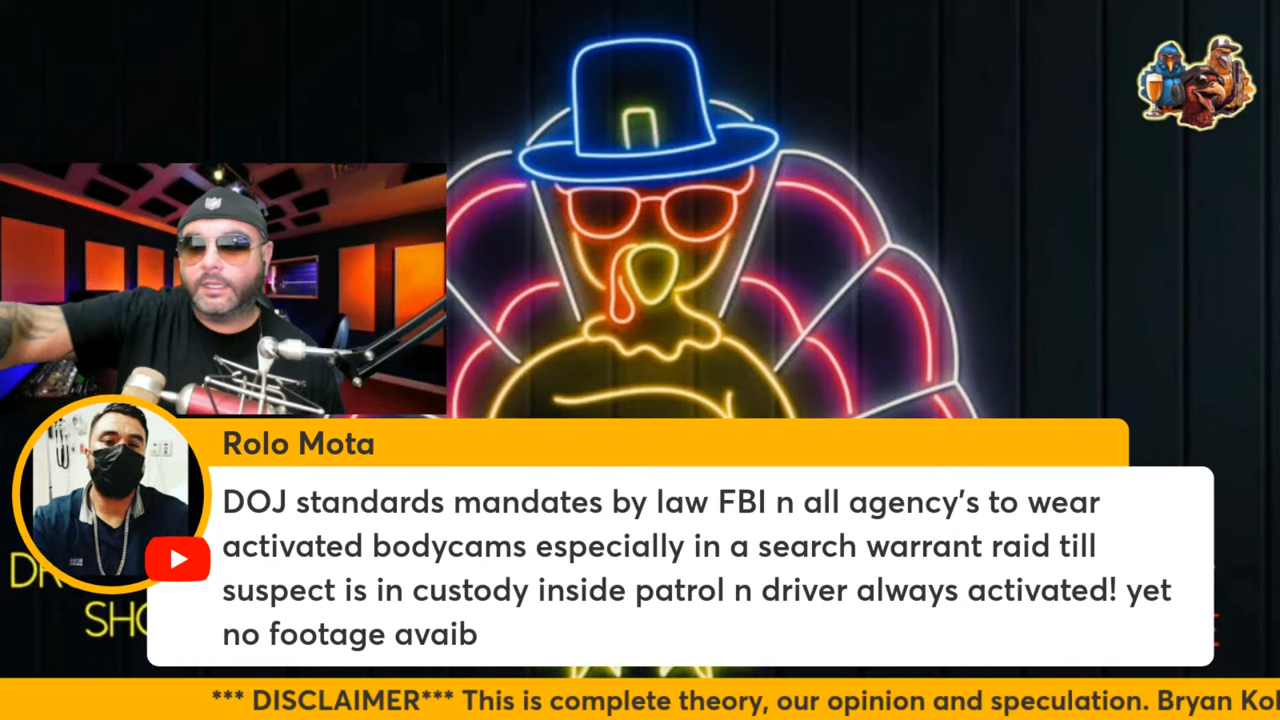 Rolo Mota
DOJ standards mandates by law FBI n all agency's to wear
activated bodycams especially in a search warrant raid till
suspect is in custody inside patrol n driver always activated! yet
no footage avaib
*** DISCLAIMER*** This is complete theory, our opinion and speculation. Bryan